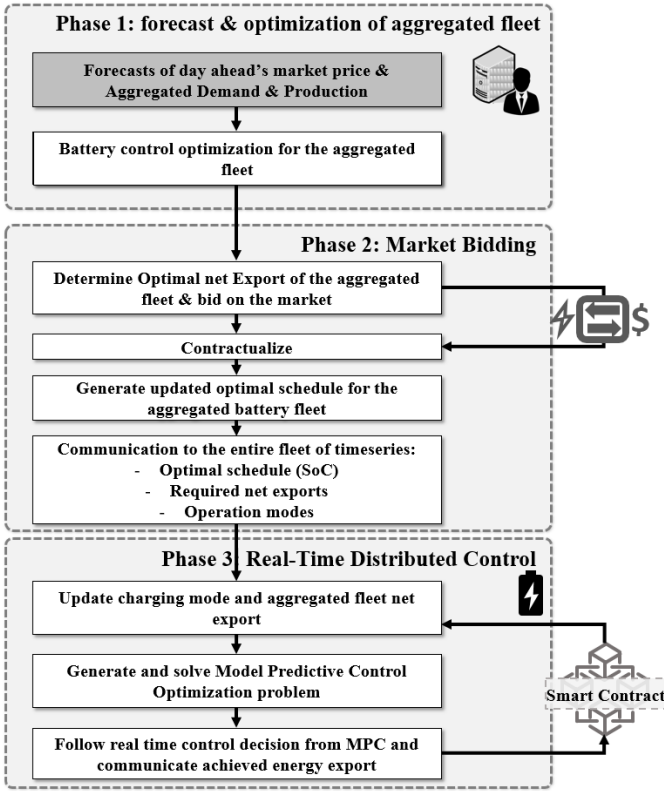 Phase 1: forecast & optimization of aggregated fleet
Forecasts of day ahead's market price &
Aggregated Demand & Production
Battery control optimization for the aggregated
fleet
Phase 2: Market Bidding
Determine Optimal net Export of the aggregated
fleet & bid on the market
$
Contractualize
Generate updated optimal schedule for the
aggregated battery fleet
Communication to the entire fleet of timeseries:
- Optimal schedule (SoC)
- Required net exports
- Operation modes
Phase 3: Real-Time Distributed Control
Update charging mode and aggregated fleet net
export
Generate and solve Model Predictive Control
Optimization problem
Smart Contract
Follow real time control decision from MPC and
communicate achieved energy export